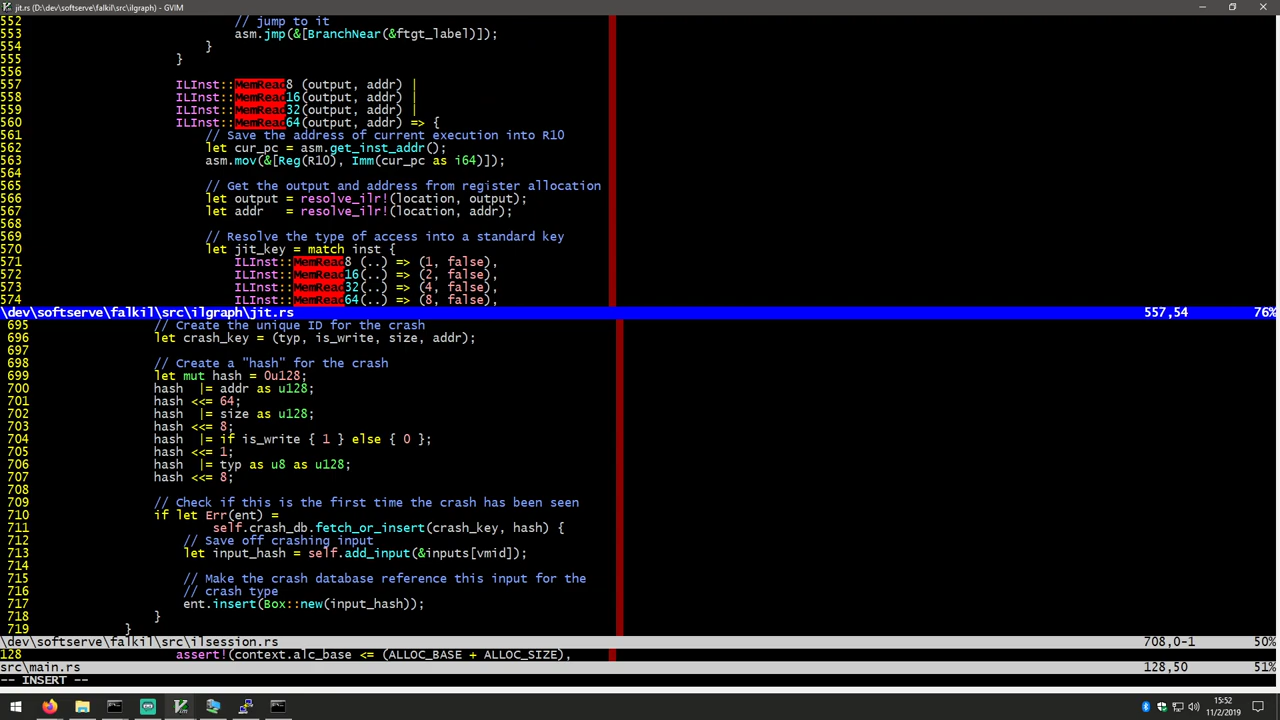 jit.rs (D:\dev\softserve\falkil\src\ilgraph) - GVIM
552 // jump to it
553 asm.jmp(&[BranchNear(&ftgt_label)]);
554 }
555 }
556
557 ILInst::MemRead8 (output, addr) |
558 ILInst::MemRead16(output, addr) |
559 ILInst::MemRead32(output, addr) |
560 ILInst::MemRead64(output, addr) => {
561 // Save the address of current execution into R10
562 let cur_pc = asm.get_inst_addr();
563 asm.mov(&[Reg(R10), Imm(cur_pc as i64)]);
564
565 // Get the output and address from register allocation
566 let output = resolve_ilr!(location, output);
567 let addr   = resolve_ilr!(location, addr);
568
569 // Resolve the type of access into a standard key
570 let jit_key = match inst {
571 ILInst::MemRead8 (..) => (1, false),
572 ILInst::MemRead16(..) => (2, false),
573 ILInst::MemRead32(..) => (4, false),
574 ILInst::MemRead64(..) => (8, false),
\dev\softserve\falkil\src\ilgraph\jit.rs 557,54 76%
695 // Create the unique ID for the crash
696 let crash_key = (typ, is_write, size, addr);
697
698 // Create a "hash" for the crash
699 let mut hash = 0u128;
700 hash  |= addr as u128;
701 hash <<= 64;
702 hash  |= size as u128;
703 hash <<= 8;
704 hash  |= if is_write { 1 } else { 0 };
705 hash <<= 1;
706 hash  |= typ as u8 as u128;
707 hash <<= 8;
708
709 // Check if this is the first time the crash has been seen
710 if let Err(ent) =
711 self.crash_db.fetch_or_insert(crash_key, hash) {
712 // Save off crashing input
713 let input_hash = self.add_input(&inputs[vmid]);
714
715 // Make the crash database reference this input for the
716 // crash type
717 ent.insert(Box::new(input_hash));
718 }
719 }
\dev\softserve\falkil\src\ilsession.rs 708,0-1 50%
128 assert!(context.alc_base <= (ALLOC_BASE + ALLOC_SIZE),
src\main.rs 128,50 51%
-- INSERT --
15:52
11/2/2019